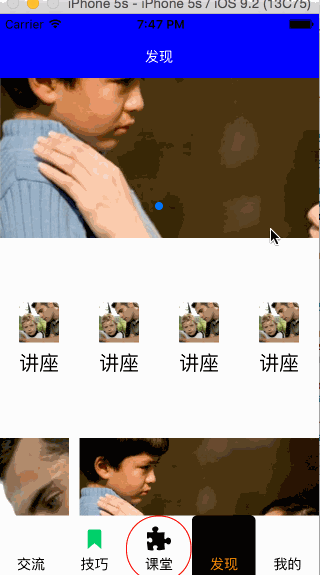 iPhone 5s - iPhone 5s / iOS 9.2 (13C75)
Carrier 7:47 PM
发现
讲座 讲座 讲座 讲座
交流 技巧 课堂 发现 我的